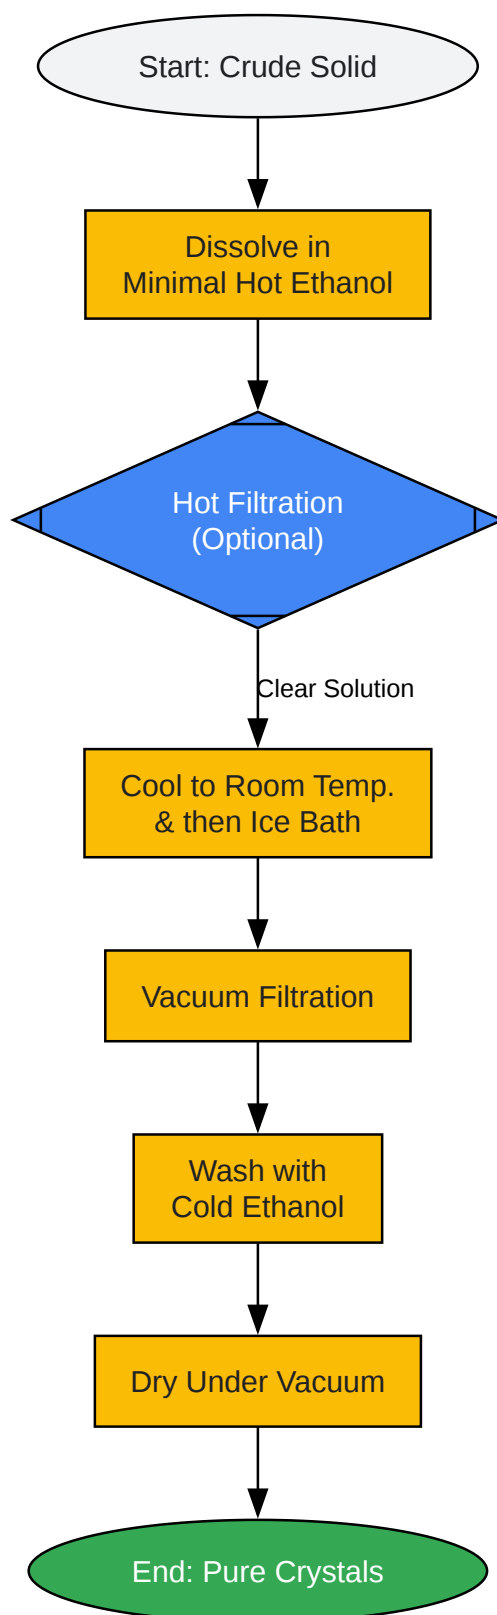 Start: Crude Solid
Dissolve in
Minimal Hot Ethanol
Hot Filtration
(Optional)
Clear Solution
Cool to Room Temp.
& then Ice Bath
Vacuum Filtration
Wash with
Cold Ethanol
Dry Under Vacuum
End: Pure Crystals